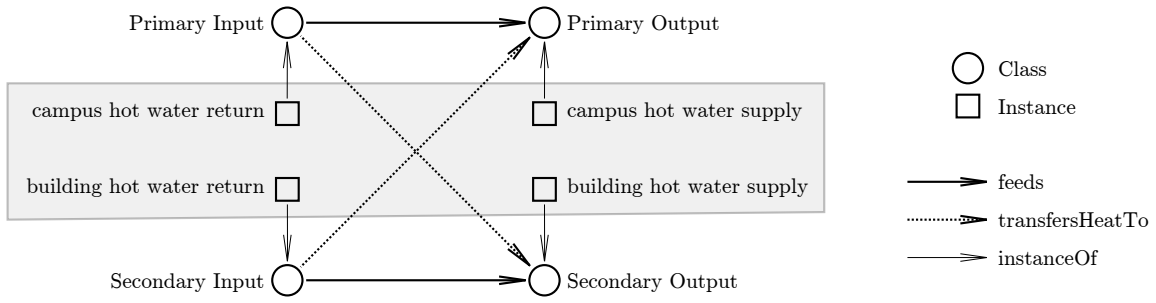 Primary Input
Primary Output
campus hot water return
campus hot water supply
building hot water return
building hot water supply
Secondary Input
Secondary Output
Class
Instance
feeds
transfersHeatTo
instanceOf